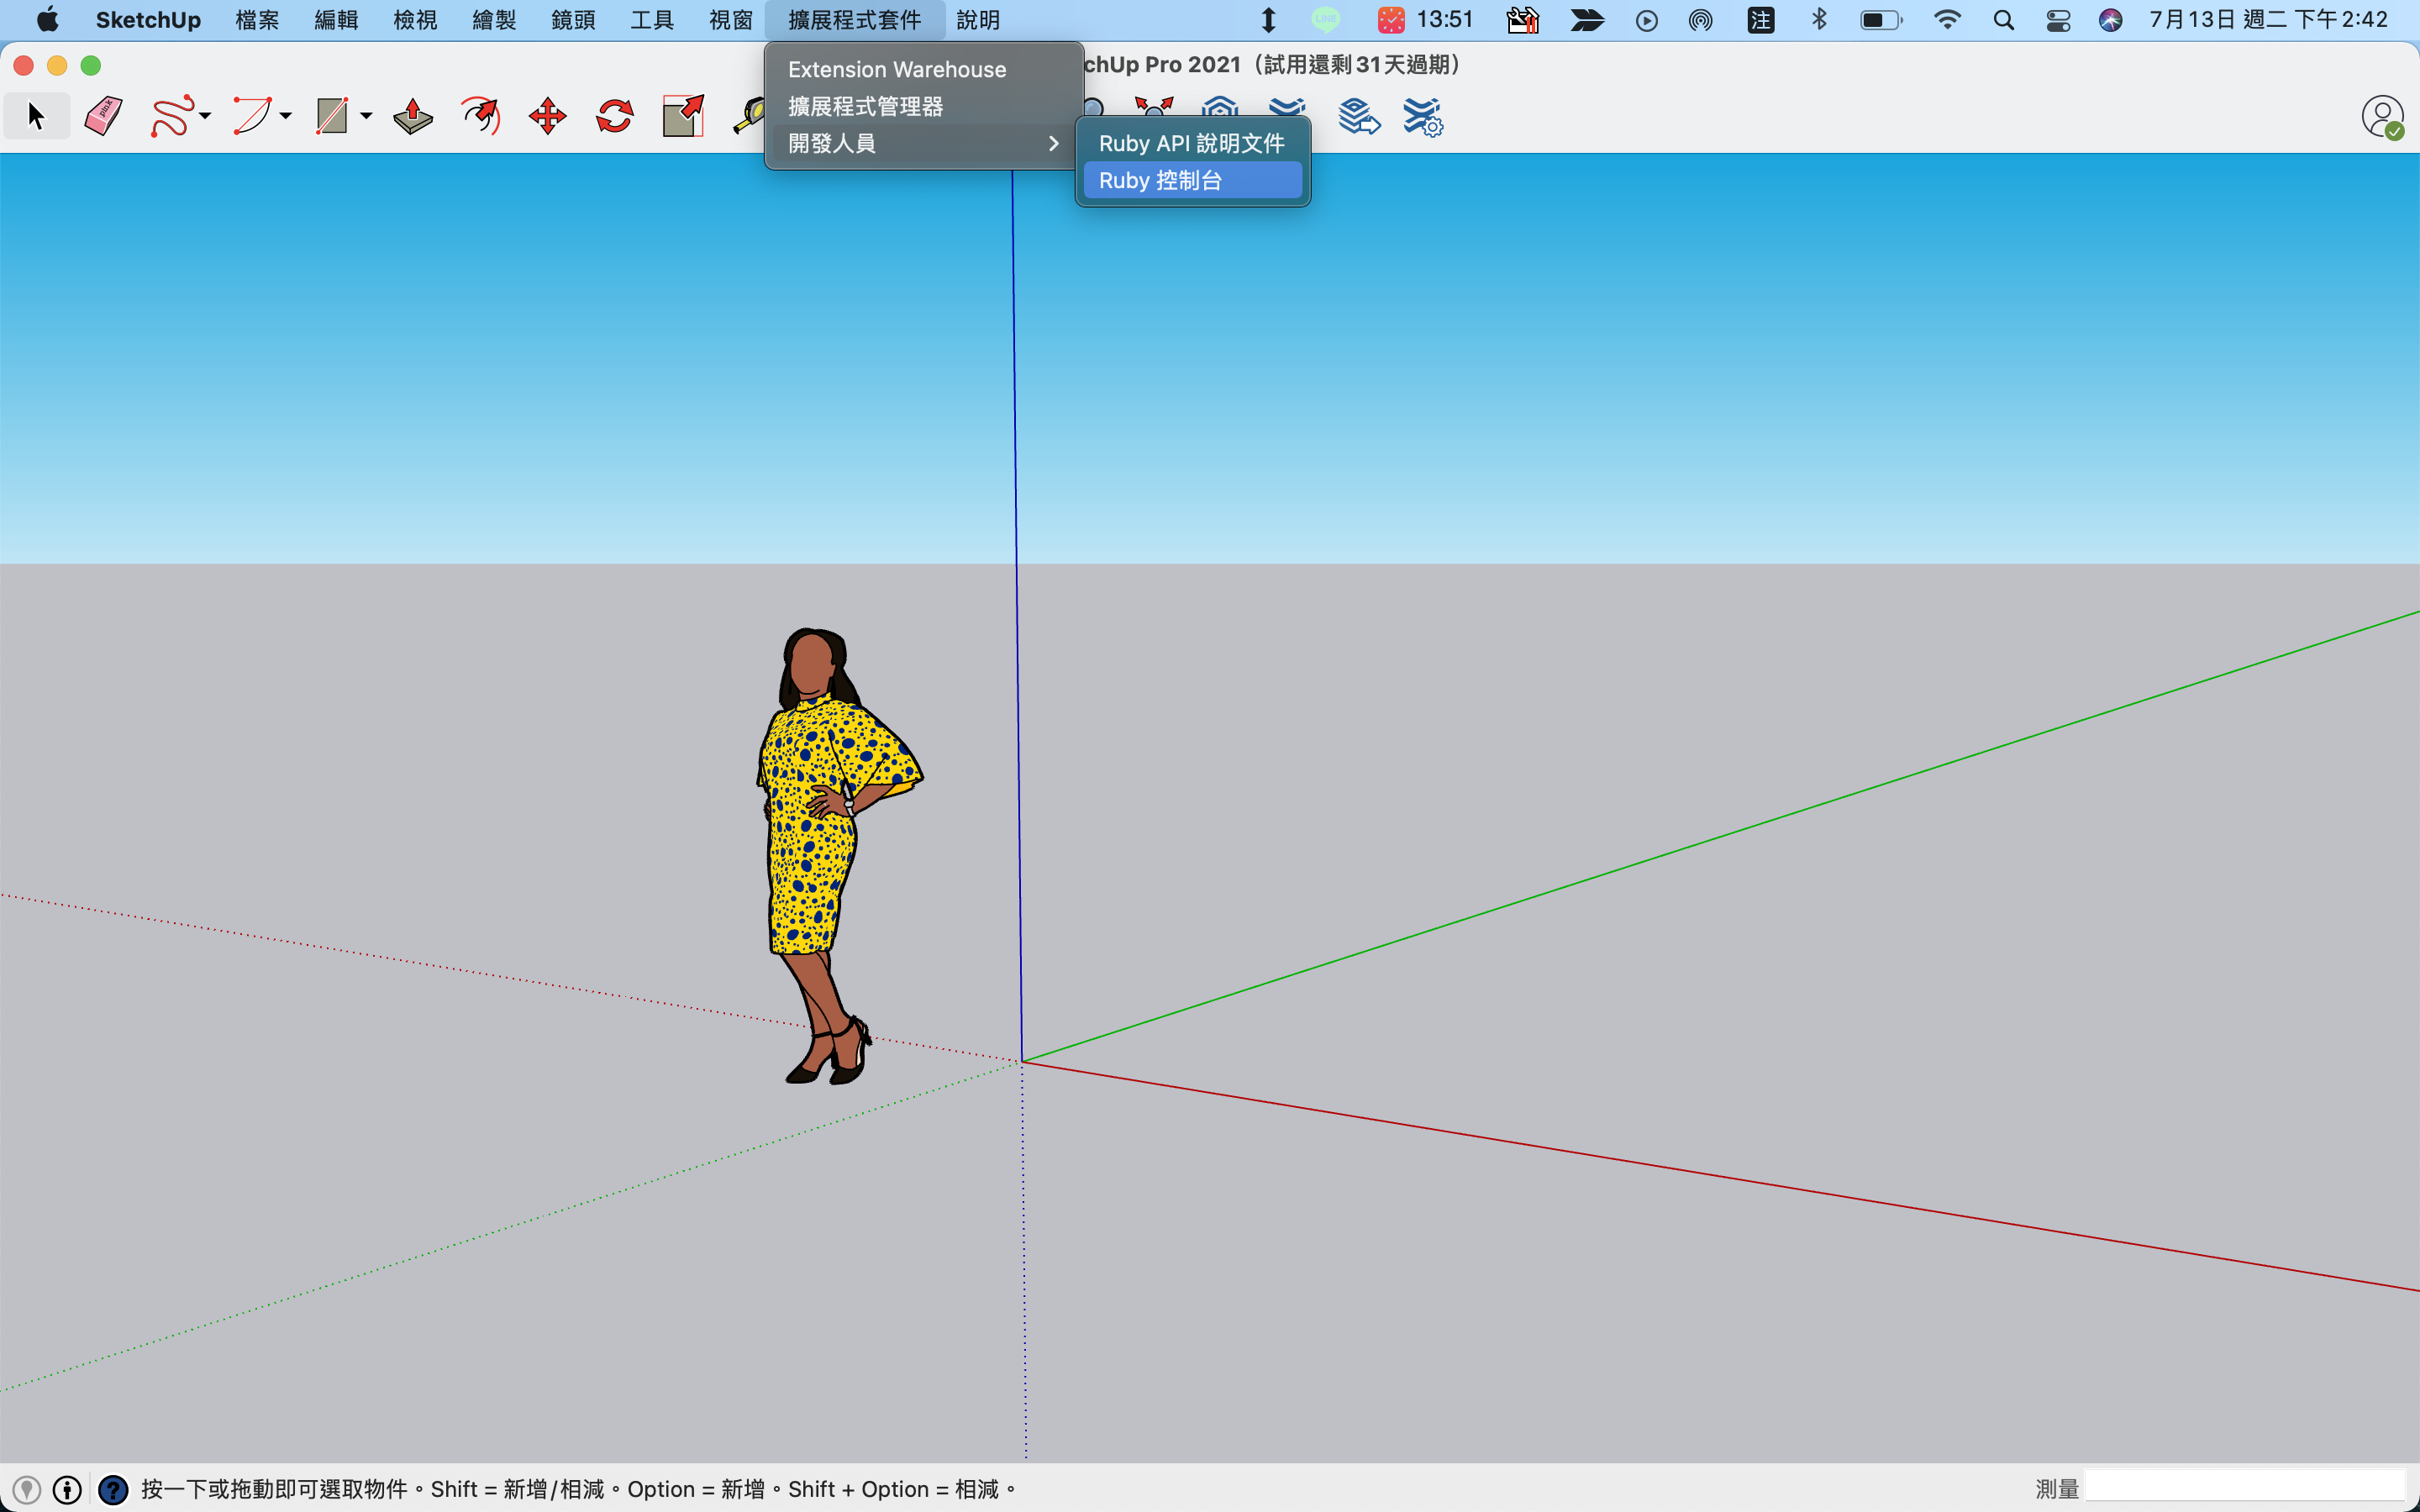 SketchUp 檔案 編輯 檢視 繪製 鏡頭 工具 視窗 擴展程式套件 說明 LINE 13:51 注 7月13日 週二 下午2:42
chUp Pro 2021（試用還剩31天過期）
Extension Warehouse
擴展程式管理器
開發人員
Ruby API 說明文件
Ruby 控制台
pink
按一下或拖動即可選取物件。Shift = 新增/相減。Option = 新增。Shift + Option = 相減。
測量